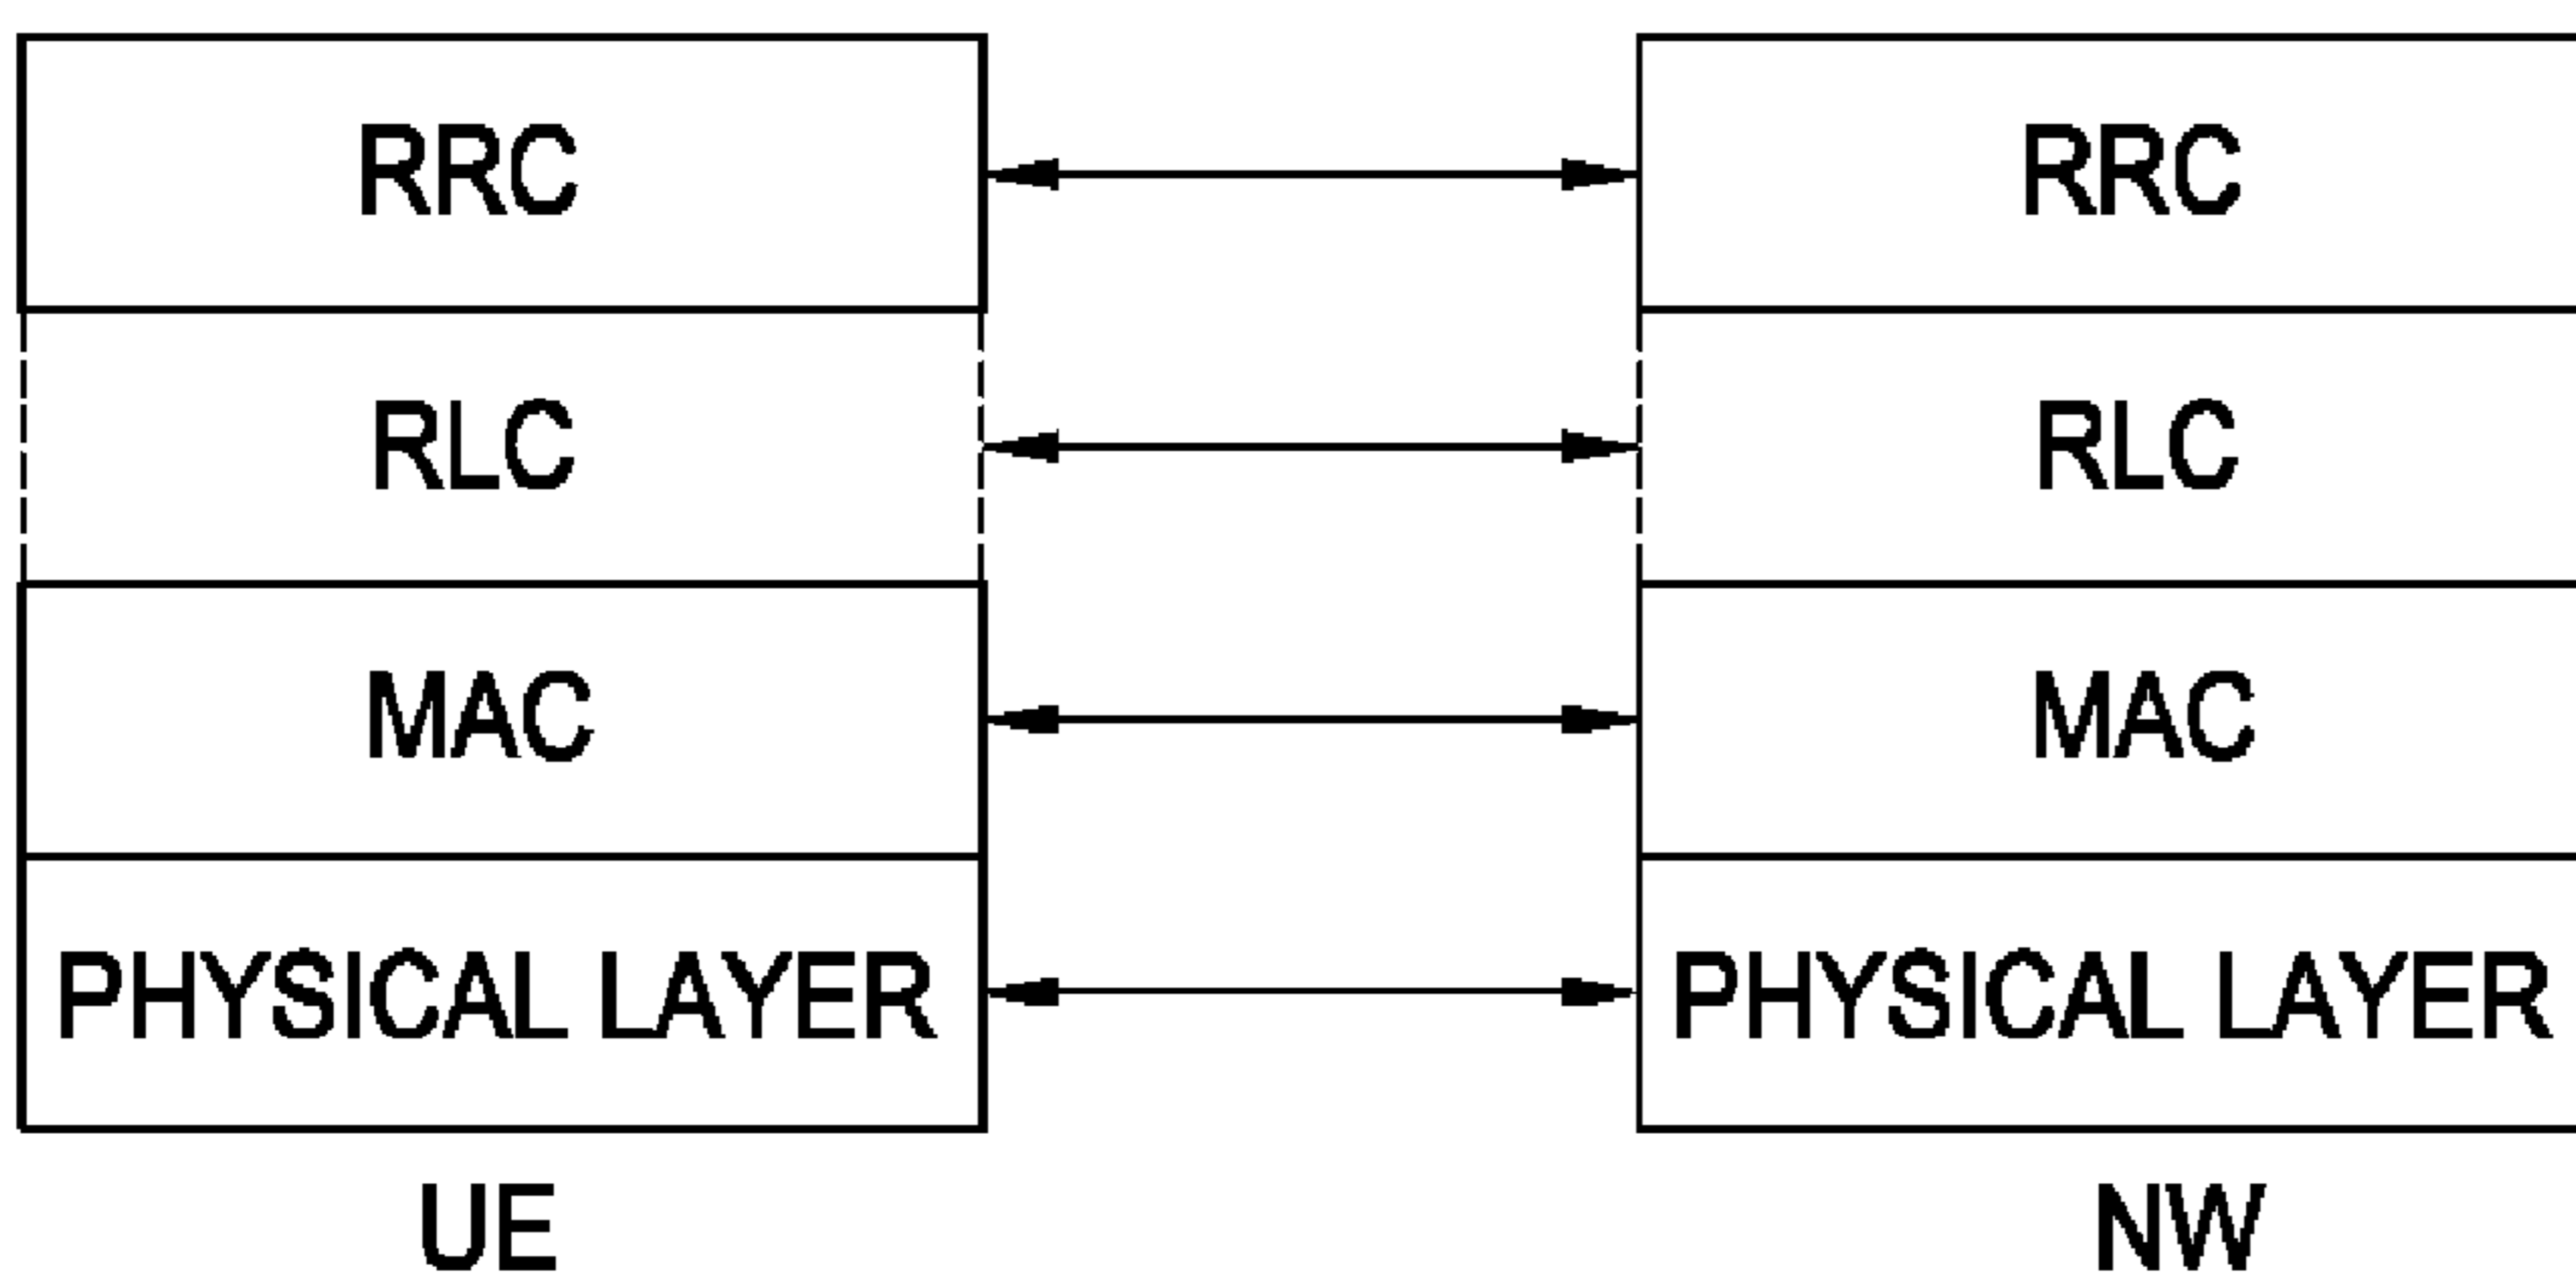 RRC RRC
RLC RLC
MAC MAC
PHYSICAL LAYER PHYSICAL LAYER
UE NW